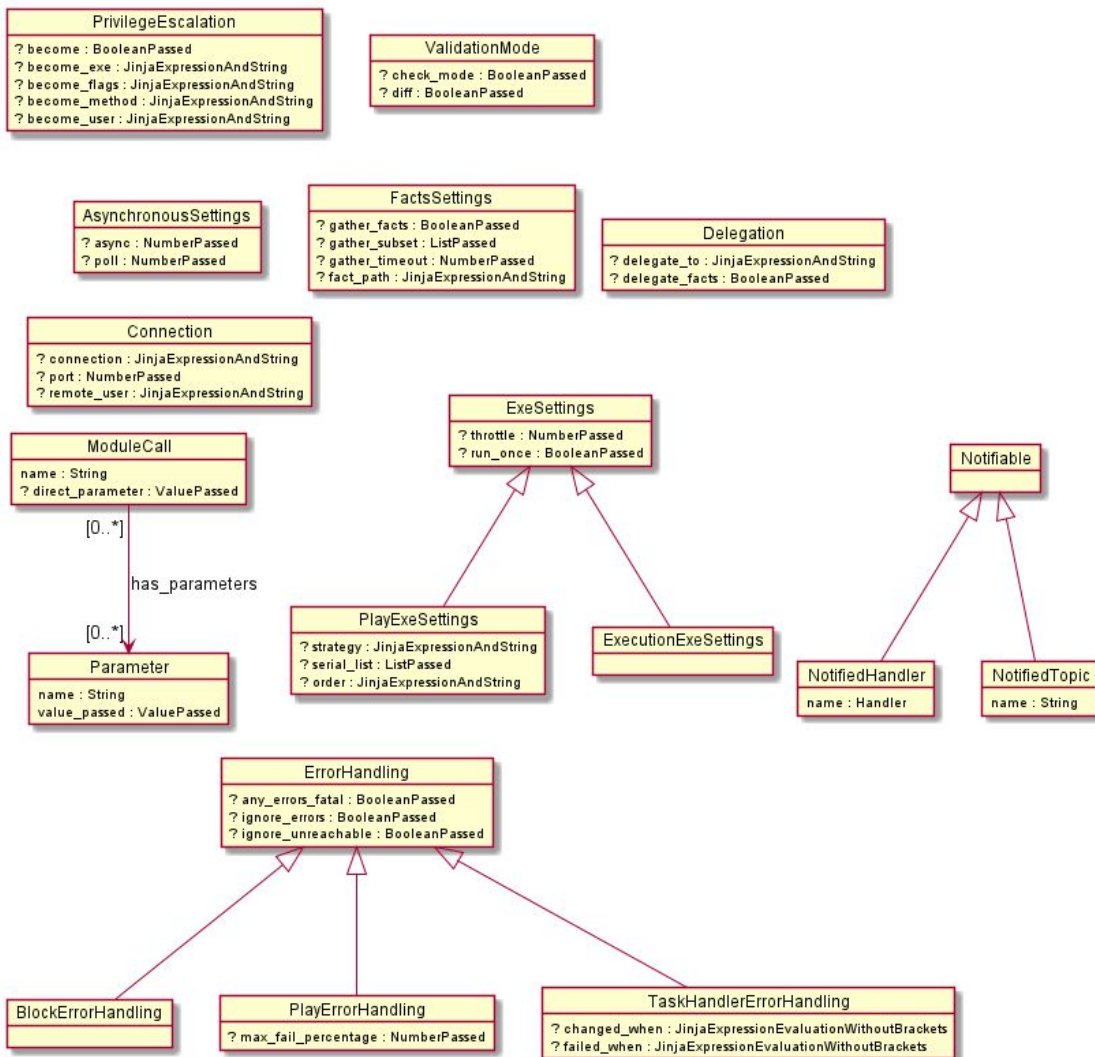 PrivilegeEscalation
? become : BooleanPassed
? become_exe : JinjaExpressionAndString
? become_flags : JinjaExpressionAndString
? become_method : JinjaExpressionAndString
? become_user : JinjaExpressionAndString
ValidationMode
? check_mode : BooleanPassed
? diff : BooleanPassed
AsynchronousSettings
? async : NumberPassed
? poll : NumberPassed
FactsSettings
? gather_facts : BooleanPassed
? gather_subset : ListPassed
? gather_timeout : NumberPassed
? fact_path : JinjaExpressionAndString
Delegation
? delegate_to : JinjaExpressionAndString
? delegate_facts : BooleanPassed
Connection
? connection : JinjaExpressionAndString
? port : NumberPassed
? remote_user : JinjaExpressionAndString
ExeSettings
? throttle : NumberPassed
? run_once : BooleanPassed
ModuleCall
name : String
? direct_parameter : ValuePassed
Notifiable
[0..*]
has_parameters
[0..*]
Parameter
name : String
value_passed : ValuePassed
PlayExeSettings
? strategy : JinjaExpressionAndString
? serial_list : ListPassed
? order : JinjaExpressionAndString
ExecutionExeSettings
NotifiedHandler
name : Handler
NotifiedTopic
name : String
ErrorHandling
? any_errors_fatal : BooleanPassed
? ignore_errors : BooleanPassed
? ignore_unreachable : BooleanPassed
BlockErrorHandling
PlayErrorHandling
? max_fail_percentage : NumberPassed
TaskHandlerErrorHandling
? changed_when : JinjaExpressionEvaluationWithoutBrackets
? failed_when : JinjaExpressionEvaluationWithoutBrackets